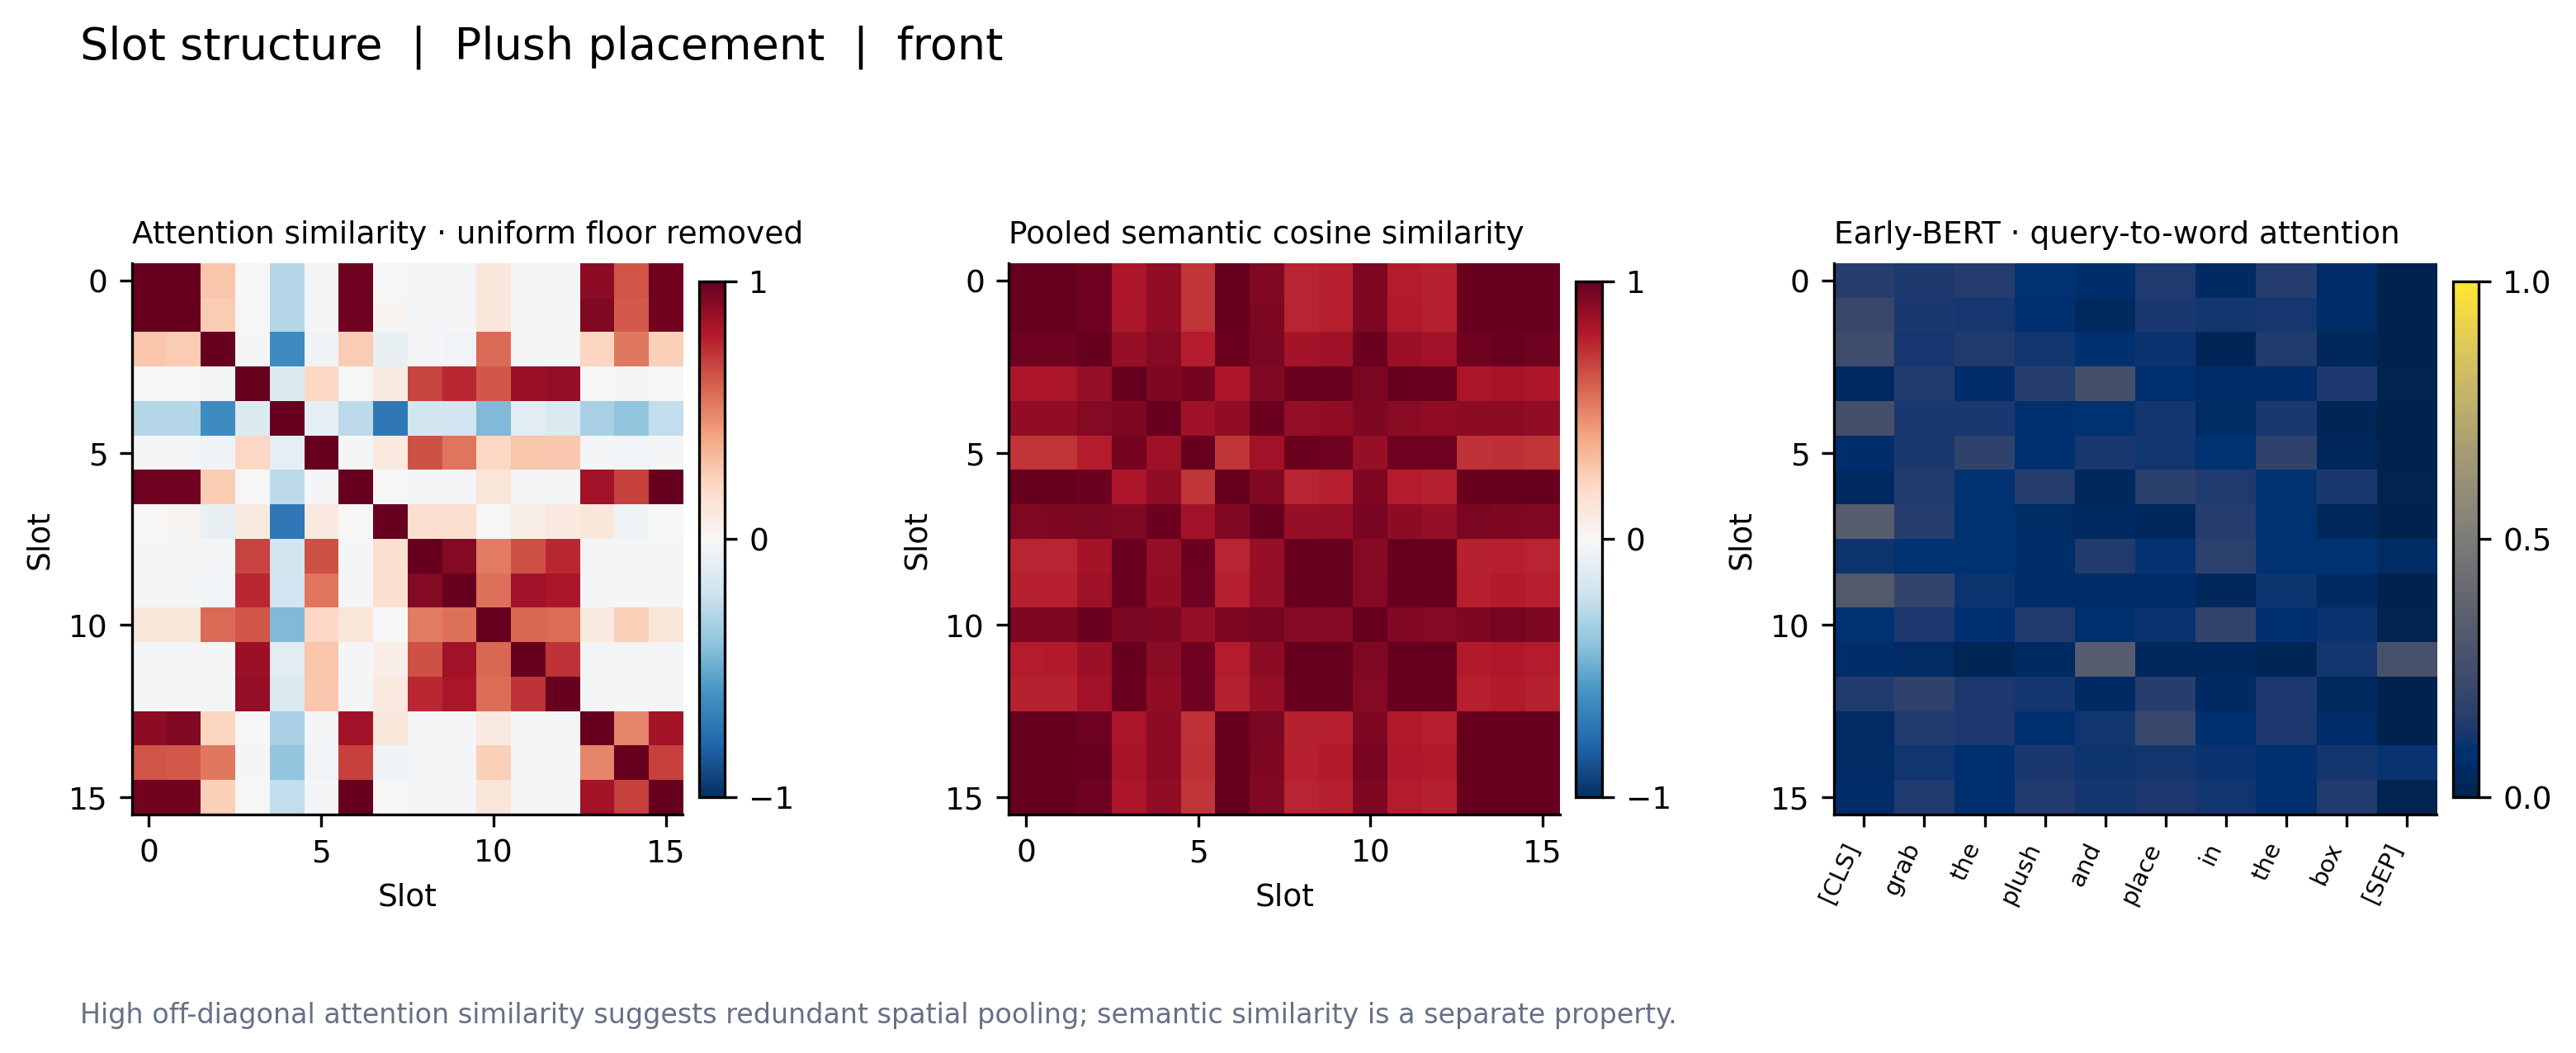 Slot structure | Plush placement | front
Attention similarity · uniform floor removed
0
5
10
15
Slot
0
5
10
15
Slot
1
0
−1
Pooled semantic cosine similarity
0
5
10
15
Slot
0
5
10
15
Slot
1
0
−1
Early-BERT · query-to-word attention
0
5
10
15
Slot
[CLS]
grab
the
plush
and
place
in
the
box
[SEP]
1.0
0.5
0.0
High off-diagonal attention similarity suggests redundant spatial pooling; semantic similarity is a separate property.